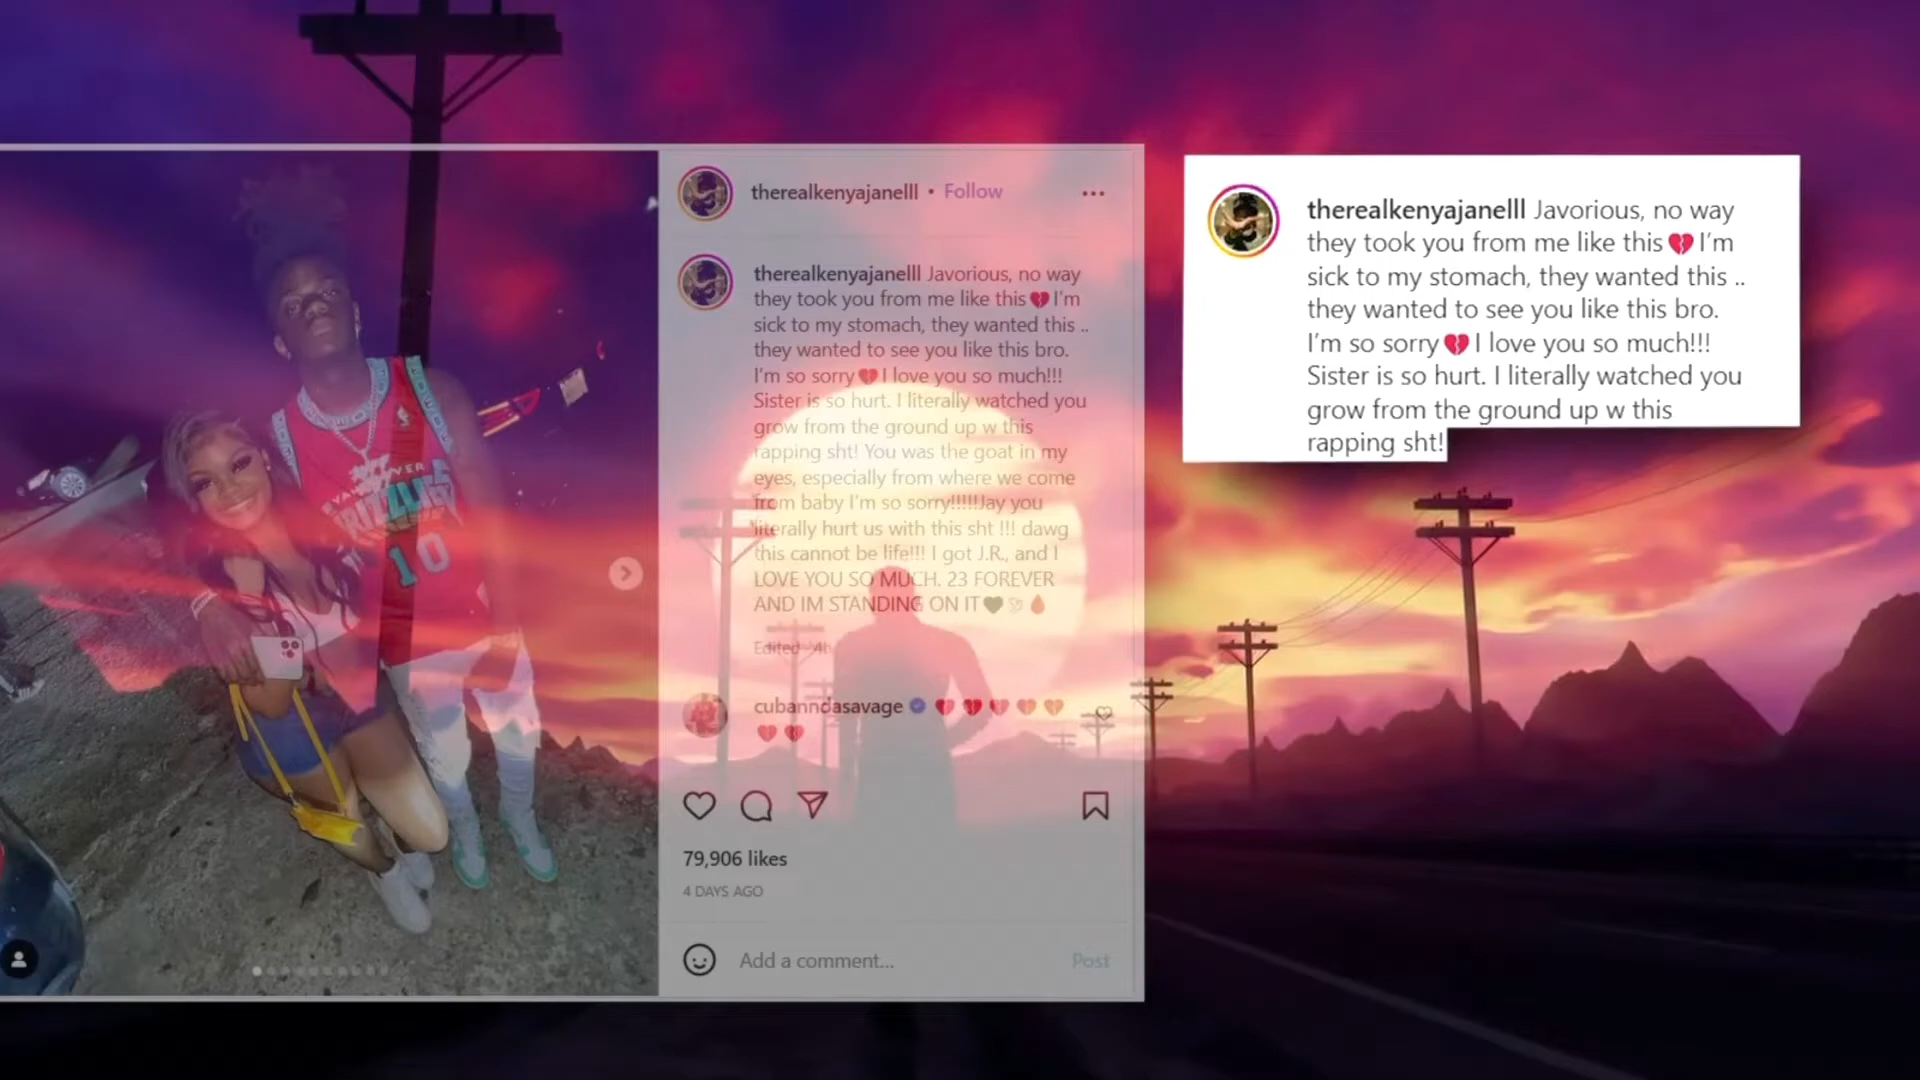 therealkenyajanelll • Follow
therealkenyajanelll Javorious, no way
they took you from me like this💔I'm
sick to my stomach, they wanted this ..
they wanted to see you like this bro.
I'm so sorry💔I love you so much!!!
Sister is so hurt. I literally watched you
grow from the ground up w this
rapping sht! You was the goat in my
eyes, especially from where we come
from baby I'm so sorry!!!!!Jay you
literally hurt us with this sht !!! dawg
this cannot be life!!! I got J.R., and I
LOVE YOU SO MUCH. 23 FOREVER
AND IM STANDING ON IT🖤🕊🩸
Edited · 4h
cubanndasavage 💔💔💔💔💔
💔💔
79,906 likes
4 DAYS AGO
Add a comment...
Post
10
therealkenyajanelll Javorious, no way
they took you from me like this💔I'm
sick to my stomach, they wanted this ..
they wanted to see you like this bro.
I'm so sorry💔I love you so much!!!
Sister is so hurt. I literally watched you
grow from the ground up w this
rapping sht!